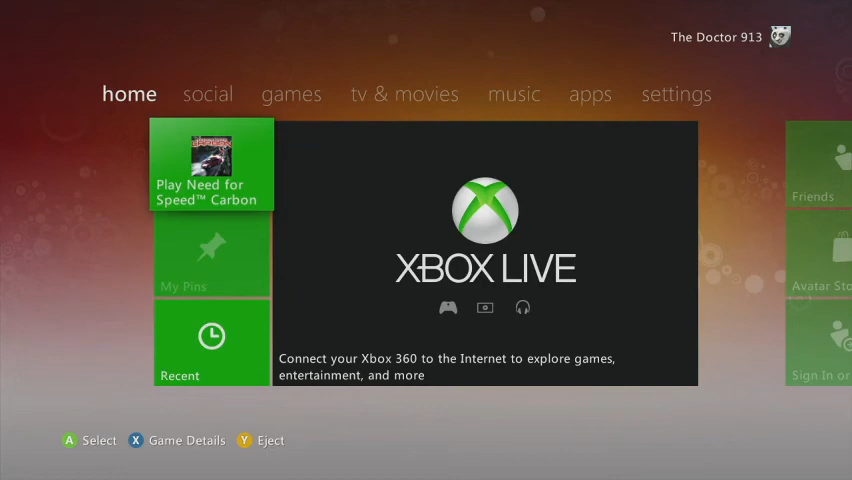 The Doctor 913
home social games tv & movies music apps settings
CARBON
Play Need for
Speed™ Carbon
My Pins
Recent
XBOX LIVE
Connect your Xbox 360 to the Internet to explore games,
entertainment, and more
Friends
Avatar Sto
Sign In or
A Select X Game Details Y Eject